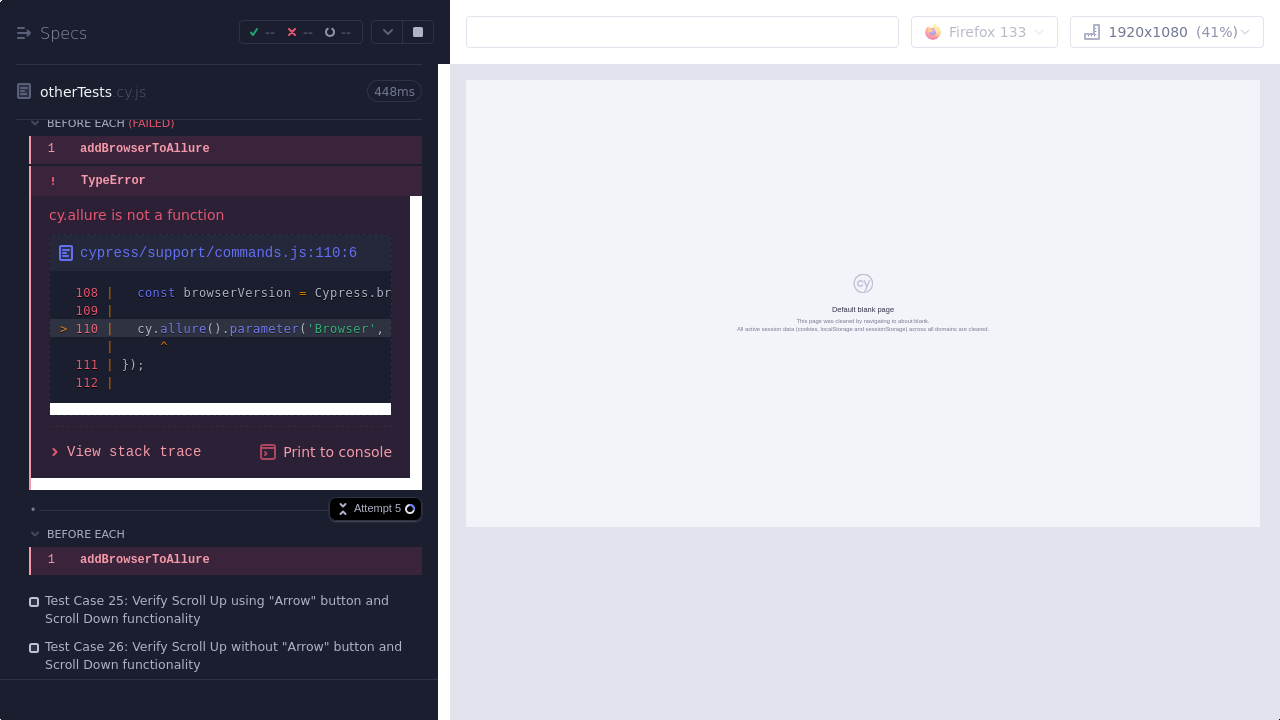 Specs
--
--
--
Firefox 133
1920x1080 (41%)
otherTests.cy.js
448ms
BEFORE EACH (FAILED)
1 addBrowserToAllure
! TypeError
cy.allure is not a function
cypress/support/commands.js:110:6
108 | const browserVersion = Cypress.br
109 |
> 110 | cy.allure().parameter('Browser',
| ^
111 | });
112 |
View stack trace
Print to console
Attempt 5
BEFORE EACH
1 addBrowserToAllure
Test Case 25: Verify Scroll Up using "Arrow" button and
Scroll Down functionality
Test Case 26: Verify Scroll Up without "Arrow" button and
Scroll Down functionality
cy
Default blank page
This page was cleared by navigating to about:blank.
All active session data (cookies, localStorage and sessionStorage) across all domains are cleared.